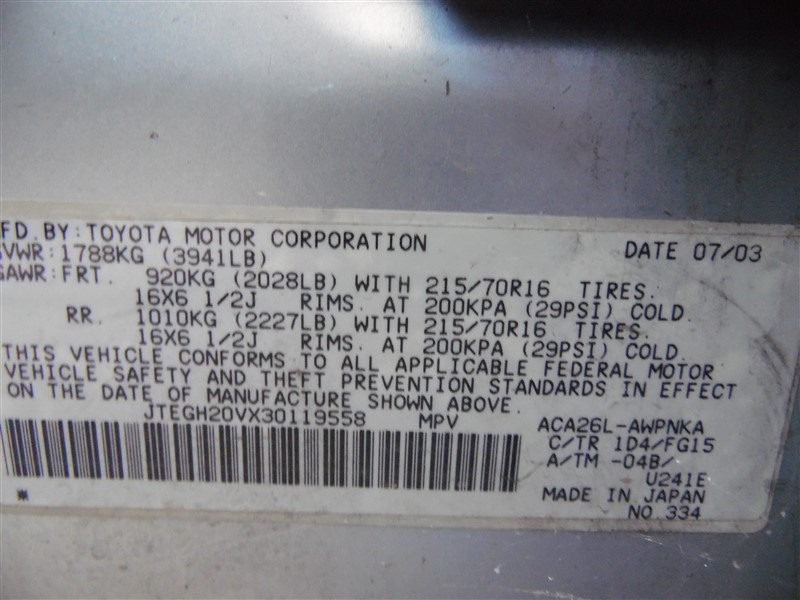 FD. BY: TOYOTA MOTOR CORPORATION DATE 07/03
VWR: 1788KG (3941LB)
GAWR: FRT. 920KG (2028LB) WITH 215/70R16 TIRES.
16X6 1/2J RIMS. AT 200KPA (29PSI) COLD.
RR. 1010KG (2227LB) WITH 215/70R16 TIRES.
16X6 1/2J RIMS. AT 200KPA (29PSI) COLD.
THIS VEHICLE CONFORMS TO ALL APPLICABLE FEDERAL MOTOR
VEHICLE SAFETY AND THEFT PREVENTION STANDARDS IN EFFECT
ON THE DATE OF MANUFACTURE SHOWN ABOVE.
JTEGH20VX30119558 MPV ACA26L-AWPNKA
C/TR 1D4/FG15
A/TM -04B/
U241E
MADE IN JAPAN
NO 334